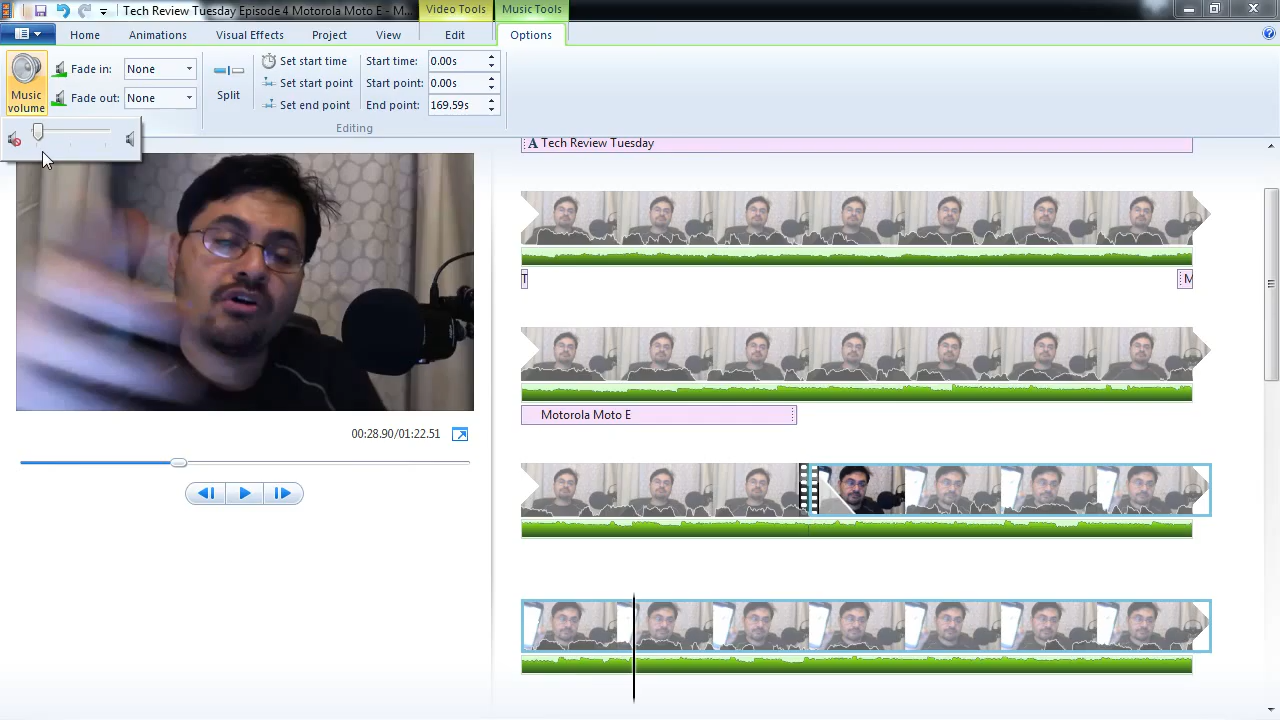 Tech Review Tuesday Episode 4 Motorola Moto E - M...
Video Tools
Music Tools
Home
Animations
Visual Effects
Project
View
Edit
Options
Music volume
Fade in:
None
Fade out:
None
Split
Set start time
Set start point
Set end point
Start time:
0.00s
Start point:
0.00s
End point:
169.59s
Editing
A Tech Review Tuesday
T
M
Motorola Moto E
00:28.90/01:22.51